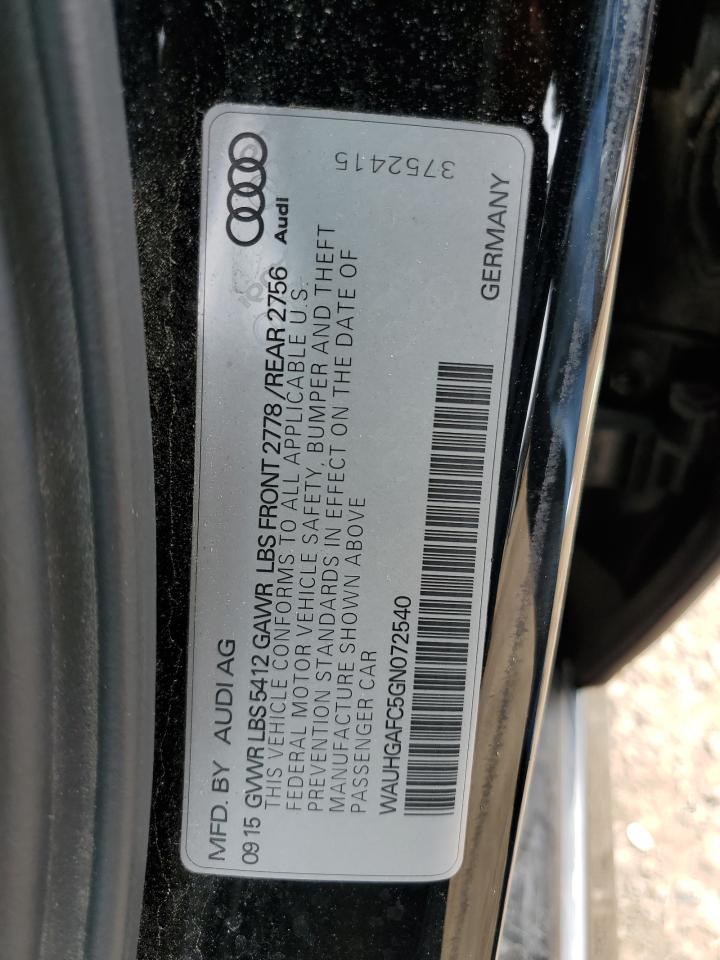 MFD. BY AUDI AG
09 15 GVWR LBS 5412 GAWR LBS FRONT 2778 / REAR 2756
THIS VEHICLE CONFORMS TO ALL APPLICABLE U.S.
FEDERAL MOTOR VEHICLE SAFETY, BUMPER AND THEFT
PREVENTION STANDARDS IN EFFECT ON THE DATE OF
MANUFACTURE SHOWN ABOVE
PASSENGER CAR
WAUHGAFC5GN072540
Audi
3752415
GERMANY